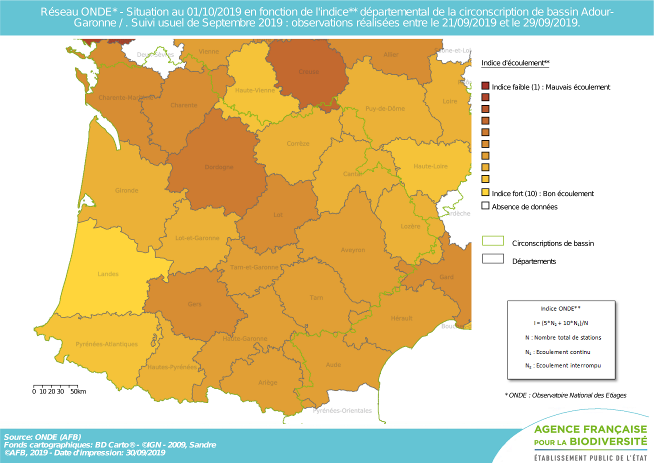 Réseau ONDE* - Situation au 01/10/2019 en fonction de l'indice** départemental de la circonscription de bassin Adour-
Garonne / . Suivi usuel de Septembre 2019 : observations réalisées entre le 21/09/2019 et le 29/09/2019.
Deux-Sèvres
Vienne
Allier
Creuse
Haute-Vienne
Charente-Maritime
Charente
Puy-de-Dôme
Loire
Corrèze
Dordogne
Cantal
Haute-Loire
Gironde
Lot
Ardèche
Lozère
Lot-et-Garonne
Aveyron
Landes
Tarn-et-Garonne
Gard
Gers
Tarn
Hérault
Haute-Garonne
Pyrénées-Atlantiques
Hautes-Pyrénées
Aude
Ariège
Pyrénées-Orientales
0 10 20 30 50km
Indice d'écoulement**
Indice faible (1) : Mauvais écoulement
Indice fort (10) : Bon écoulement
Absence de données
Circonscriptions de bassin
Départements
Indice ONDE**
I = (5*N₂ + 10*N₁)/N
N : Nombre total de stations
N₁ : Ecoulement continu
N₂ : Ecoulement interrompu
* ONDE : Observatoire National des Etiages
Source: ONDE (AFB)
Fonds cartographiques: BD Carto® - ©IGN - 2009, Sandre
©AFB, 2019 - Date d'impression: 30/09/2019
AGENCE FRANÇAISE
POUR LA BIODIVERSITÉ
ÉTABLISSEMENT PUBLIC DE L'ÉTAT